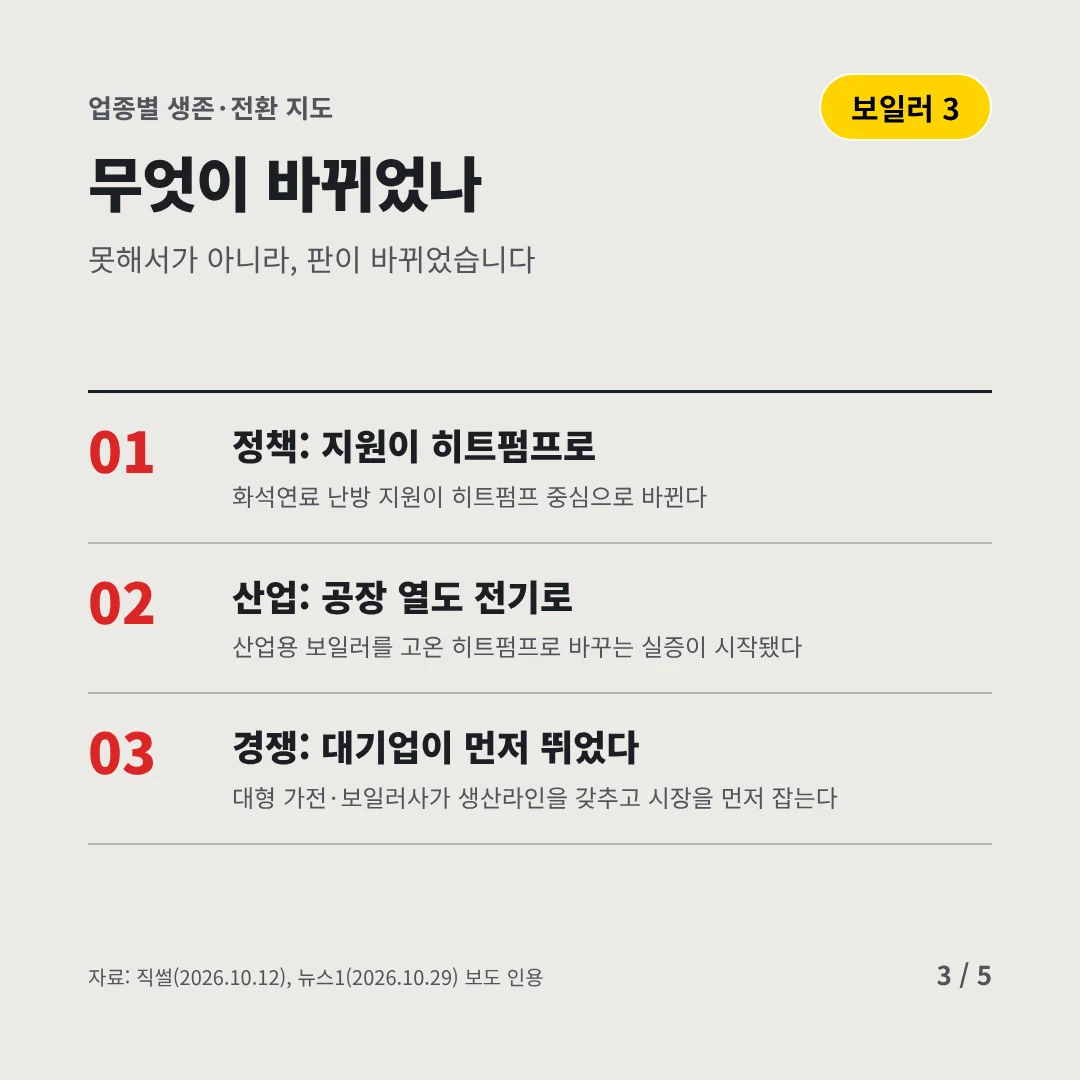 업종별 생존·전환 지도
보일러 3
무엇이 바뀌었나
못해서가 아니라, 판이 바뀌었습니다
01
정책: 지원이 히트펌프로
화석연료 난방 지원이 히트펌프 중심으로 바뀐다
02
산업: 공장 열도 전기로
산업용 보일러를 고온 히트펌프로 바꾸는 실증이 시작됐다
03
경쟁: 대기업이 먼저 뛰었다
대형 가전·보일러사가 생산라인을 갖추고 시장을 먼저 잡는다
자료: 직썰(2026.10.12), 뉴스1(2026.10.29) 보도 인용
3 / 5